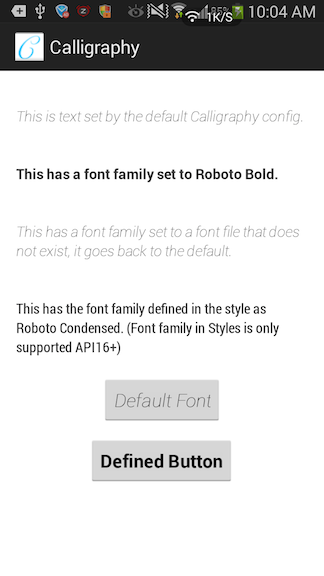 1K/S 95% 10:04 AM
Calligraphy
This is text set by the default Calligraphy config.
This has a font family set to Roboto Bold.
This has a font family set to a font file that does
not exist, it goes back to the default.
This has the font family defined in the style as
Roboto Condensed. (Font family in Styles is only
supported API16+)
Default Font
Defined Button